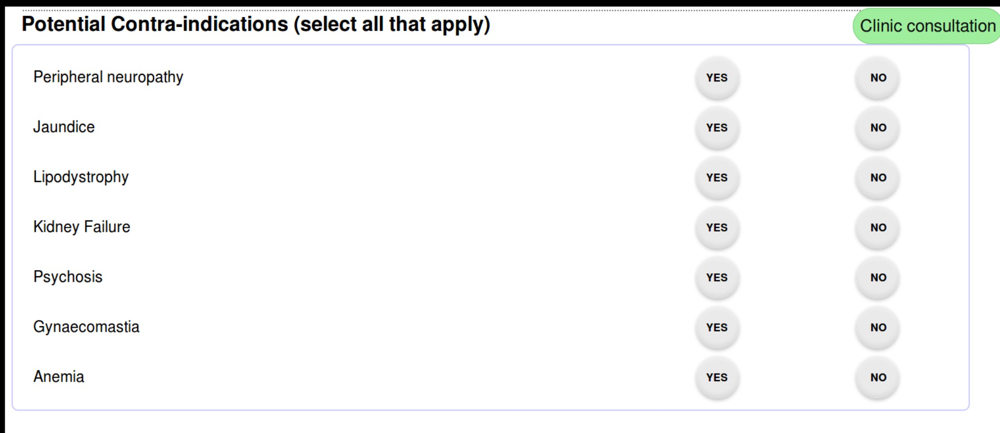 Potential Contra-indications (select all that apply)
Clinic consultation
Peripheral neuropathy YES NO
Jaundice YES NO
Lipodystrophy YES NO
Kidney Failure YES NO
Psychosis YES NO
Gynaecomastia YES NO
Anemia YES NO